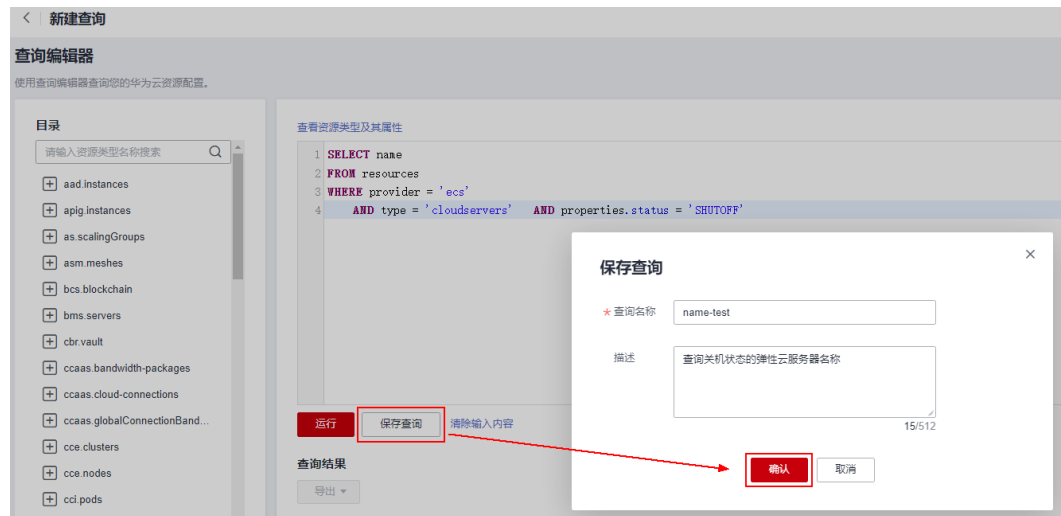 新建查询
查询编辑器
使用查询编辑器查询您的华为云资源配置。
目录
请输入资源类型名称搜索
aad.instances
apig.instances
as.scalingGroups
asm.meshes
bcs.blockchain
bms.servers
cbr.vault
ccaas.bandwidth-packages
ccaas.cloud-connections
ccaas.globalConnectionBand...
cce.clusters
cce.nodes
cci.pods
查看资源类型及其属性
1 SELECT name
2 FROM resources
3 WHERE provider = 'ecs'
4 AND type = 'cloudservers' AND properties.status = 'SHUTOFF'
运行 保存查询 清除输入内容
查询结果
导出
保存查询
* 查询名称 name-test
描述 查询关机状态的弹性云服务器名称
15/512
确认 取消